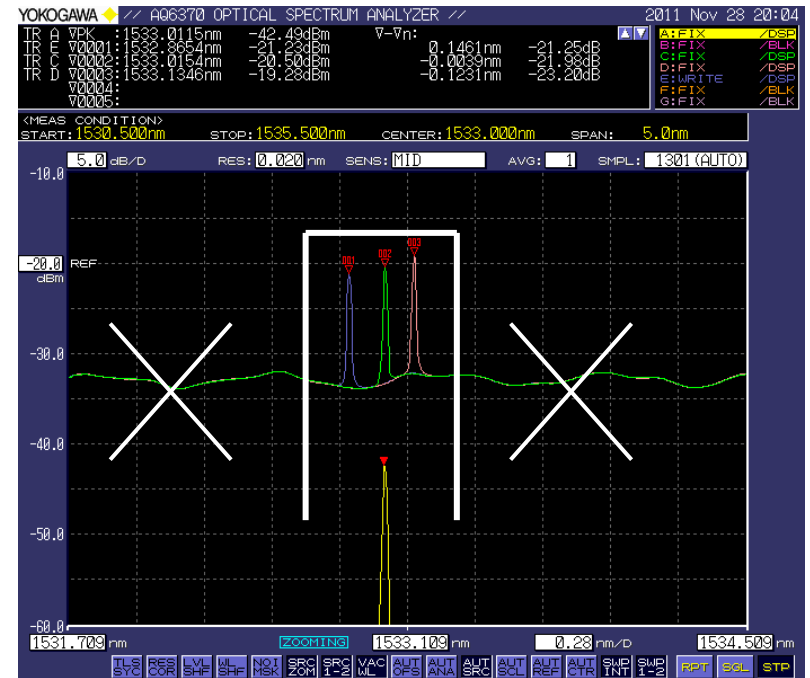 YOKOGAWA // AQ6370 OPTICAL SPECTRUM ANALYZER // 2011 Nov 28 20:04
TR A ∇PK :1533.0115nm -42.49dBm ∇-∇n:
TR E ∇0001:1532.8654nm -21.23dBm 0.1461nm -21.25dB
TR C ∇0002:1533.0154nm -20.50dBm -0.0039nm -21.98dB
TR D ∇0003:1533.1346nm -19.28dBm -0.1231nm -23.20dB
∇0004:
∇0005:
A:FIX /DSP
B:FIX /BLK
C:FIX /DSP
D:FIX /DSP
E:WRITE /DSP
F:FIX /BLK
G:FIX /BLK
<MEAS CONDITION>
START:1530.500nm STOP:1535.500nm CENTER:1533.000nm SPAN: 5.0nm
5.0 dB/D RES:0.020 nm SENS:MID AVG: 1 SMPL: 1301(AUTO)
-10.0
003
002
001
-20.0 REF
dBm
-30.0
-40.0
-50.0
-60.0
1531.709 nm ZOOMING 1533.109 nm 0.28 nm/D 1534.509 nm
TLS SYC RES COR LVL SHF WL SHF NOI MSK SRC ZOM SRC 1-2 VAC WL AUT OFS AUT ANA AUT SRC AUT SCL AUT REF AUT CTR SWP INT SWP 1-2 RPT SGL STP